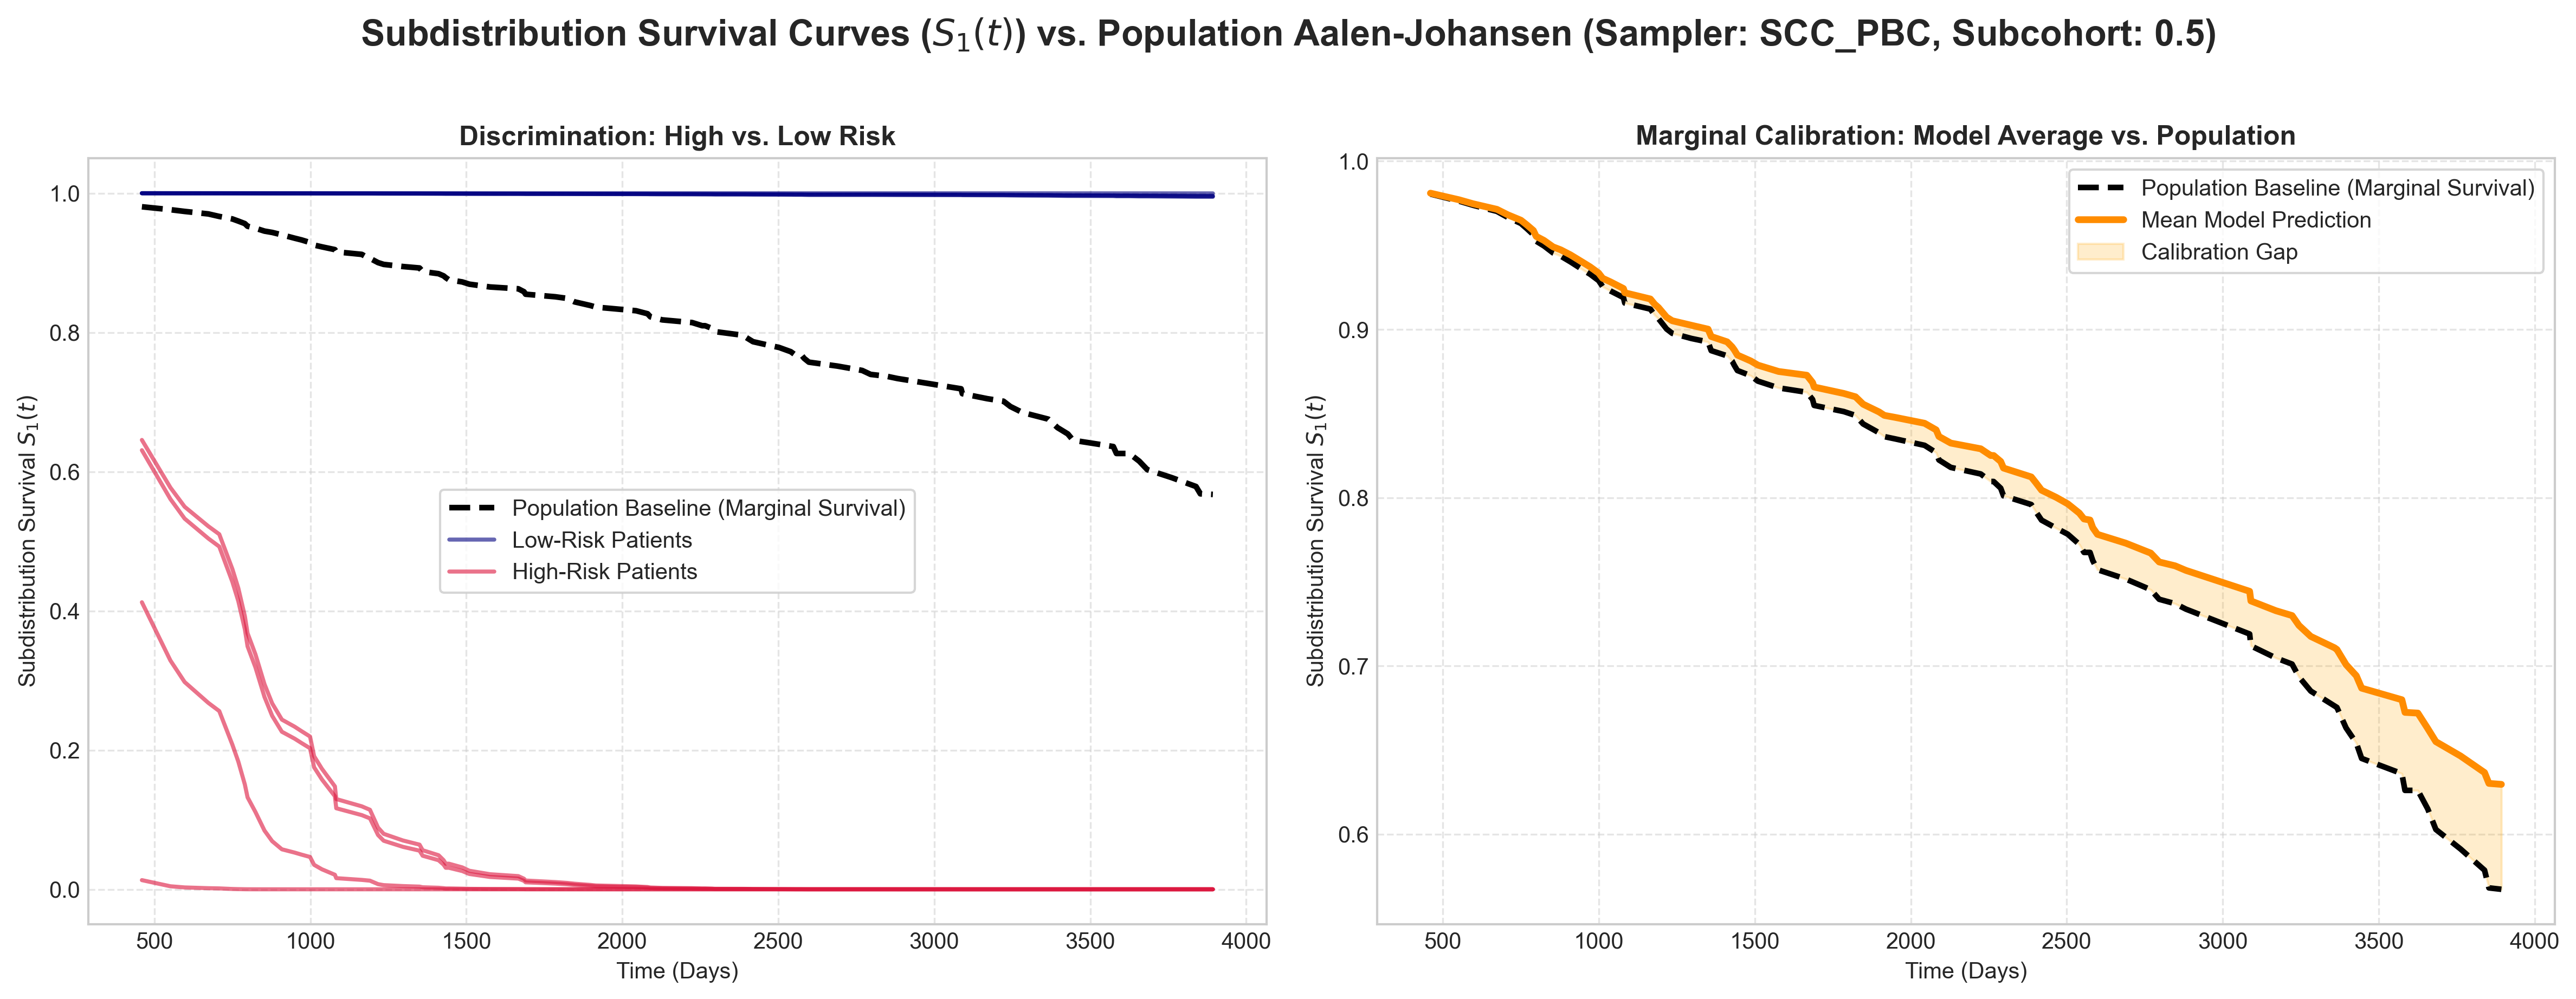 Subdistribution Survival Curves (S₁(t)) vs. Population Aalen-Johansen (Sampler: SCC_PBC, Subcohort: 0.5)
Discrimination: High vs. Low Risk
Subdistribution Survival S₁(t)
1.0
0.8
0.6
0.4
0.2
0.0
Population Baseline (Marginal Survival)
Low-Risk Patients
High-Risk Patients
500 1000 1500 2000 2500 3000 3500 4000
Time (Days)
Marginal Calibration: Model Average vs. Population
Subdistribution Survival S₁(t)
1.0
0.9
0.8
0.7
0.6
Population Baseline (Marginal Survival)
Mean Model Prediction
Calibration Gap
500 1000 1500 2000 2500 3000 3500 4000
Time (Days)